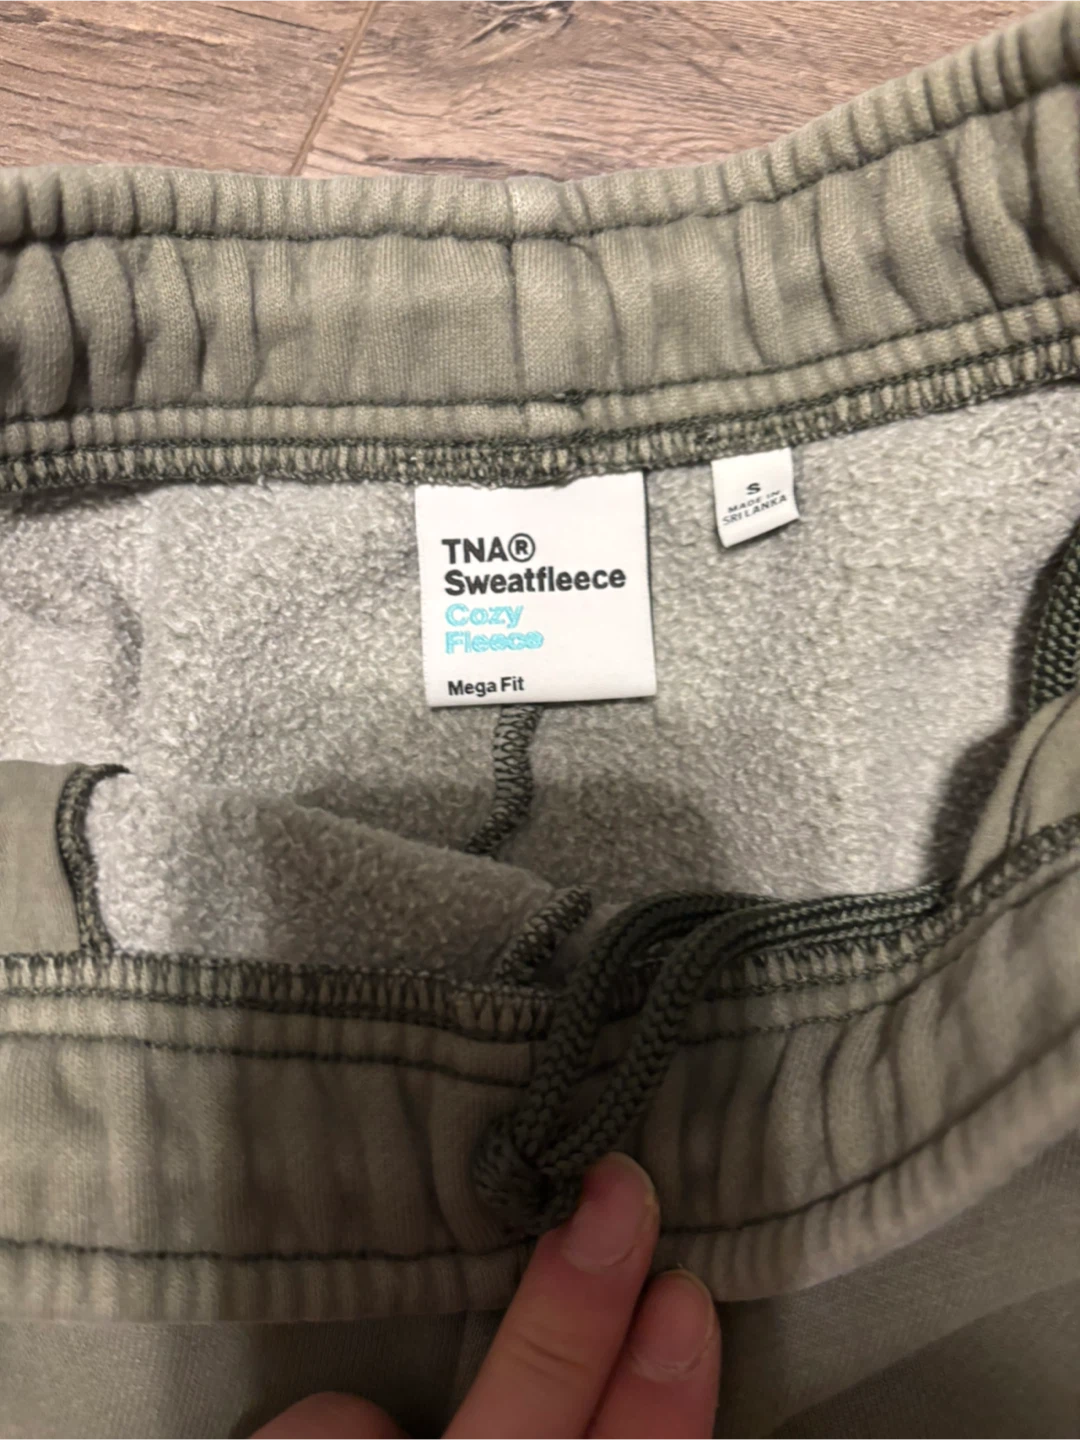 TNA®
Sweatfleece
Cozy
Fleece
Mega Fit
S
MADE IN
SRI LANKA